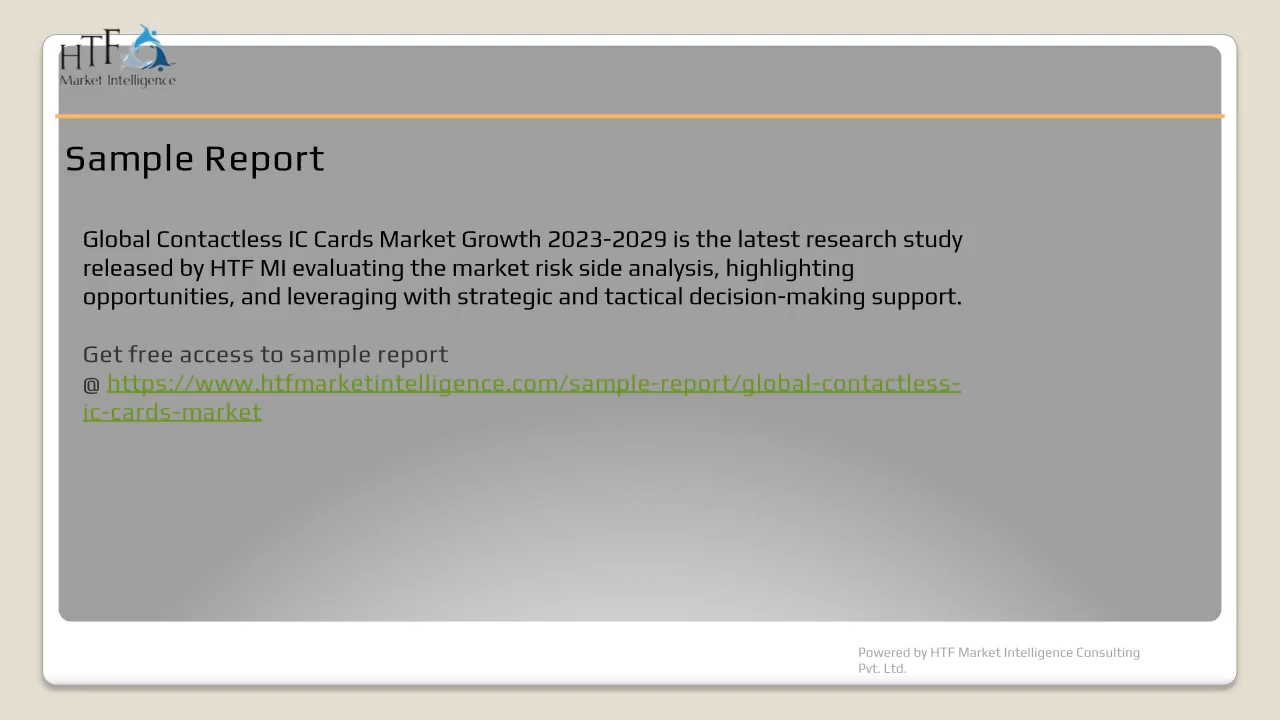 HTF
Market Intelligence
Sample Report
Global Contactless IC Cards Market Growth 2023-2029 is the latest research study
released by HTF MI evaluating the market risk side analysis, highlighting
opportunities, and leveraging with strategic and tactical decision-making support.
Get free access to sample report
@ https://www.htfmarketintelligence.com/sample-report/global-contactless-
ic-cards-market
Powered by HTF Market Intelligence Consulting
Pvt. Ltd.